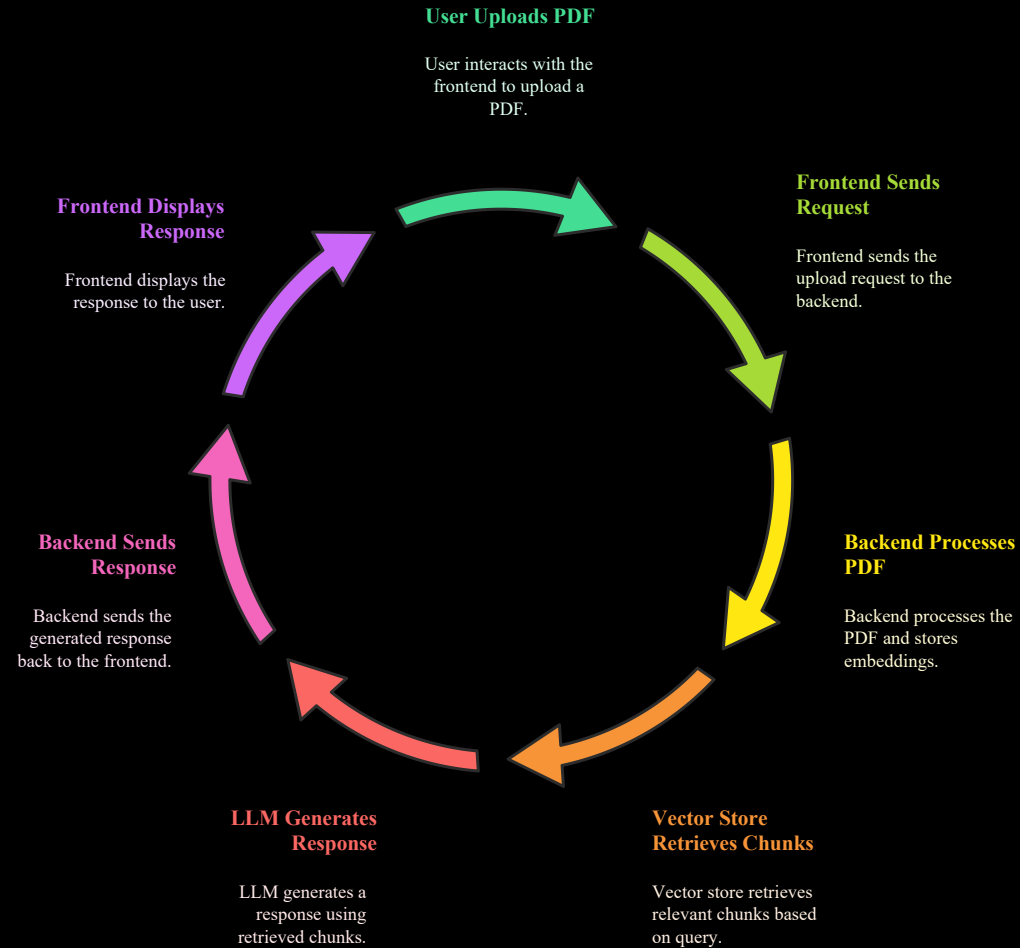 User Uploads PDF
User interacts with the
frontend to upload a
PDF.
Frontend Sends
Request
Frontend sends the
upload request to the
backend.
Backend Processes
PDF
Backend processes the
PDF and stores
embeddings.
Vector Store
Retrieves Chunks
Vector store retrieves
relevant chunks based
on query.
LLM Generates
Response
LLM generates a
response using
retrieved chunks.
Backend Sends
Response
Backend sends the
generated response
back to the frontend.
Frontend Displays
Response
Frontend displays the
response to the user.